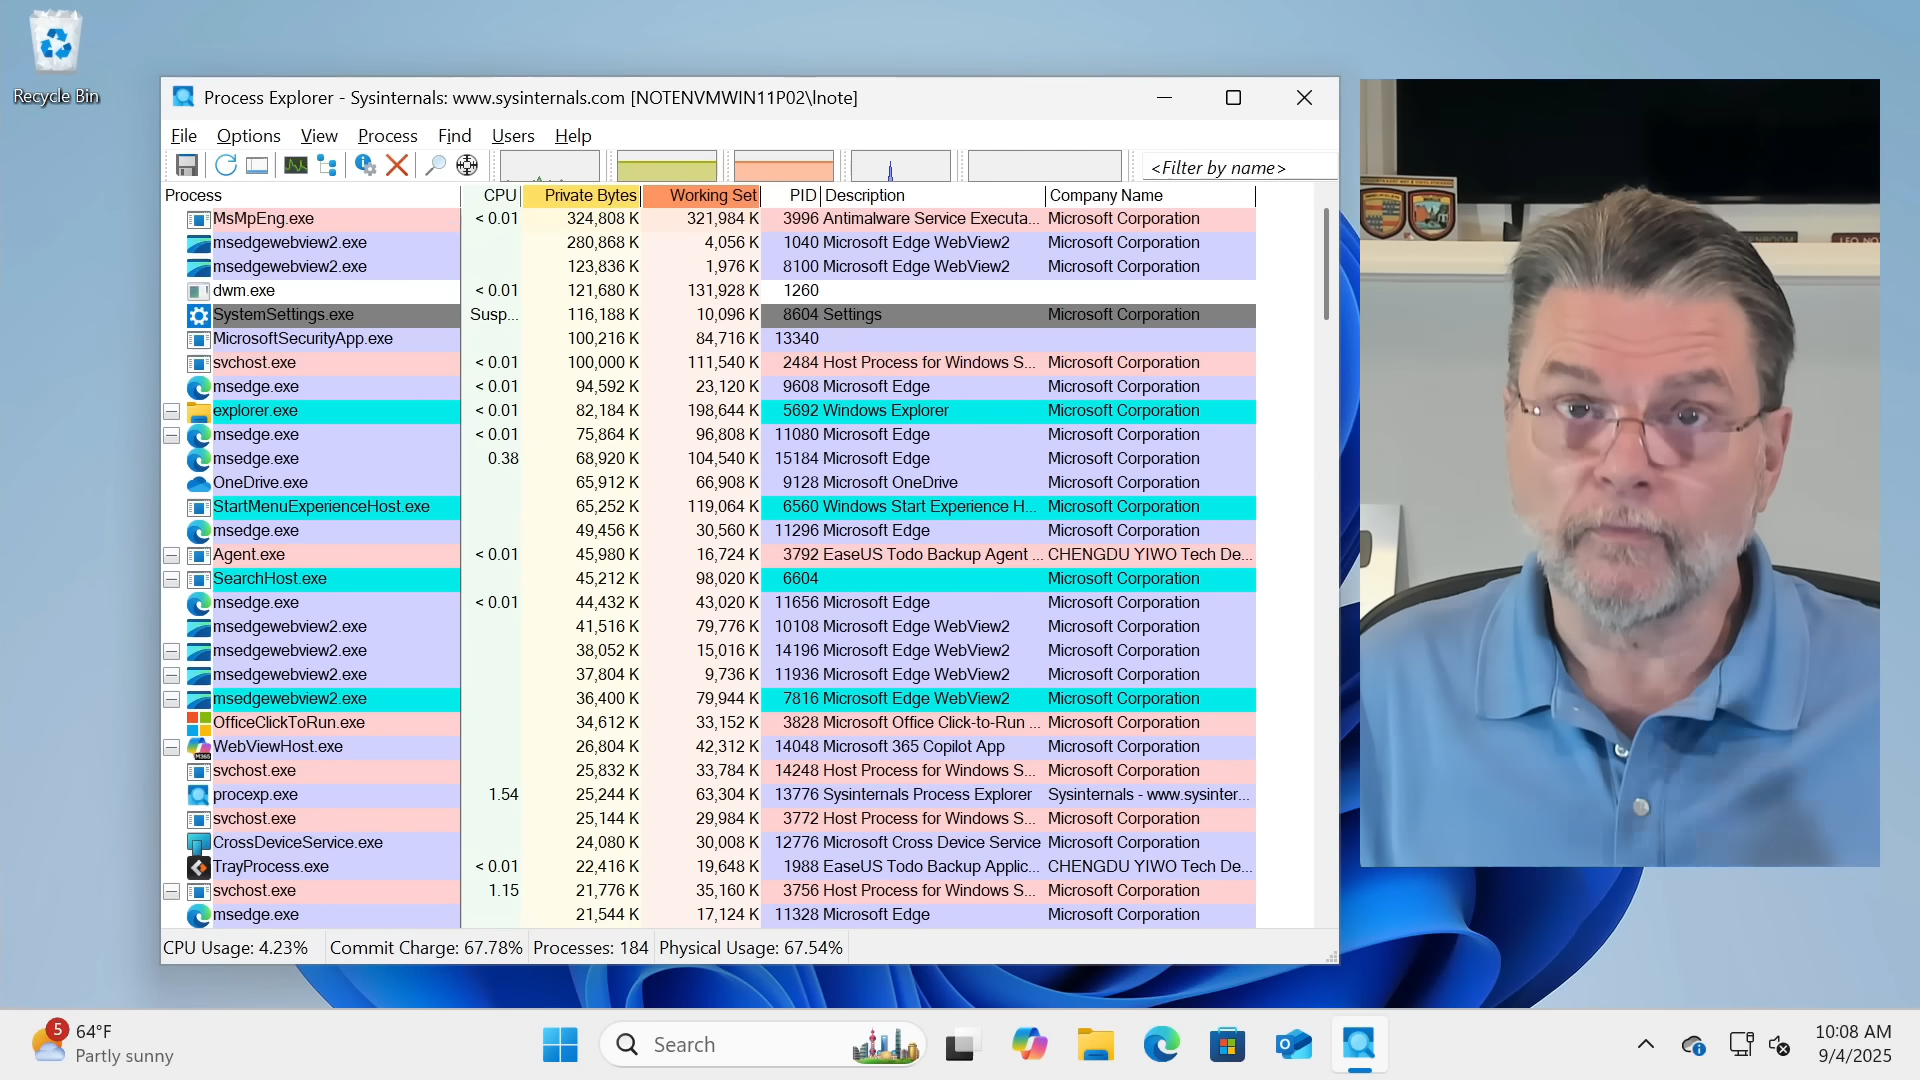 Recycle Bin
Process Explorer - Sysinternals: www.sysinternals.com [NOTENVMWIN11P02\lnote]
File Options View Process Find Users Help
<Filter by name>
Process CPU Private Bytes Working Set PID Description Company Name
MsMpEng.exe < 0.01 324,808 K 321,984 K 3996 Antimalware Service Executa... Microsoft Corporation
msedgewebview2.exe 280,868 K 4,056 K 1040 Microsoft Edge WebView2 Microsoft Corporation
msedgewebview2.exe 123,836 K 1,976 K 8100 Microsoft Edge WebView2 Microsoft Corporation
dwm.exe < 0.01 121,680 K 131,928 K 1260
SystemSettings.exe Susp... 116,188 K 10,096 K 8604 Settings Microsoft Corporation
MicrosoftSecurityApp.exe 100,216 K 84,716 K 13340
svchost.exe < 0.01 100,000 K 111,540 K 2484 Host Process for Windows S... Microsoft Corporation
msedge.exe < 0.01 94,592 K 23,120 K 9608 Microsoft Edge Microsoft Corporation
explorer.exe < 0.01 82,184 K 198,644 K 5692 Windows Explorer Microsoft Corporation
msedge.exe < 0.01 75,864 K 96,808 K 11080 Microsoft Edge Microsoft Corporation
msedge.exe 0.38 68,920 K 104,540 K 15184 Microsoft Edge Microsoft Corporation
OneDrive.exe 65,912 K 66,908 K 9128 Microsoft OneDrive Microsoft Corporation
StartMenuExperienceHost.exe 65,252 K 119,064 K 6560 Windows Start Experience H... Microsoft Corporation
msedge.exe 49,456 K 30,560 K 11296 Microsoft Edge Microsoft Corporation
Agent.exe < 0.01 45,980 K 16,724 K 3792 EaseUS Todo Backup Agent ... CHENGDU YIWO Tech De...
SearchHost.exe 45,212 K 98,020 K 6604 Microsoft Corporation
msedge.exe < 0.01 44,432 K 43,020 K 11656 Microsoft Edge Microsoft Corporation
msedgewebview2.exe 41,516 K 79,776 K 10108 Microsoft Edge WebView2 Microsoft Corporation
msedgewebview2.exe 38,052 K 15,016 K 14196 Microsoft Edge WebView2 Microsoft Corporation
msedgewebview2.exe 37,804 K 9,736 K 11936 Microsoft Edge WebView2 Microsoft Corporation
msedgewebview2.exe 36,400 K 79,944 K 7816 Microsoft Edge WebView2 Microsoft Corporation
OfficeClickToRun.exe 34,612 K 33,152 K 3828 Microsoft Office Click-to-Run ... Microsoft Corporation
WebViewHost.exe 26,804 K 42,312 K 14048 Microsoft 365 Copilot App Microsoft Corporation
svchost.exe 25,832 K 33,784 K 14248 Host Process for Windows S... Microsoft Corporation
procexp.exe 1.54 25,244 K 63,304 K 13776 Sysinternals Process Explorer Sysinternals - www.sysinter...
svchost.exe 25,144 K 29,984 K 3772 Host Process for Windows S... Microsoft Corporation
CrossDeviceService.exe 24,080 K 30,008 K 12776 Microsoft Cross Device Service Microsoft Corporation
TrayProcess.exe < 0.01 22,416 K 19,648 K 1988 EaseUS Todo Backup Applic... CHENGDU YIWO Tech De...
svchost.exe 1.15 21,776 K 35,160 K 3756 Host Process for Windows S... Microsoft Corporation
msedge.exe 21,544 K 17,124 K 11328 Microsoft Edge Microsoft Corporation
CPU Usage: 4.23% Commit Charge: 67.78% Processes: 184 Physical Usage: 67.54%
5 64°F
Partly sunny
Search
10:08 AM
9/4/2025